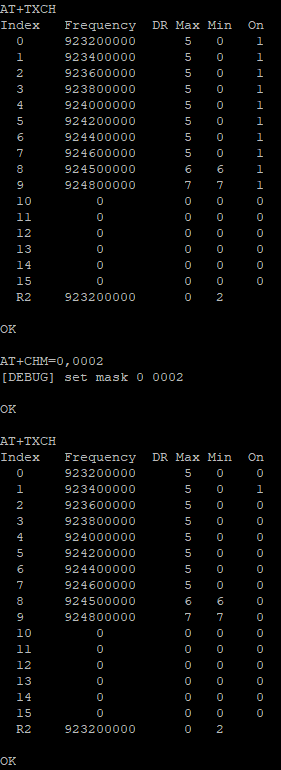 AT+TXCH
Index Frequency DR Max Min On
0 923200000 5 0 1
1 923400000 5 0 1
2 923600000 5 0 1
3 923800000 5 0 1
4 924000000 5 0 1
5 924200000 5 0 1
6 924400000 5 0 1
7 924600000 5 0 1
8 924500000 6 6 1
9 924800000 7 7 1
10 0 0 0 0
11 0 0 0 0
12 0 0 0 0
13 0 0 0 0
14 0 0 0 0
15 0 0 0 0
R2 923200000 0 2
OK
AT+CHM=0,0002
[DEBUG] set mask 0 0002
OK
AT+TXCH
Index Frequency DR Max Min On
0 923200000 5 0 0
1 923400000 5 0 1
2 923600000 5 0 0
3 923800000 5 0 0
4 924000000 5 0 0
5 924200000 5 0 0
6 924400000 5 0 0
7 924600000 5 0 0
8 924500000 6 6 0
9 924800000 7 7 0
10 0 0 0 0
11 0 0 0 0
12 0 0 0 0
13 0 0 0 0
14 0 0 0 0
15 0 0 0 0
R2 923200000 0 2
OK